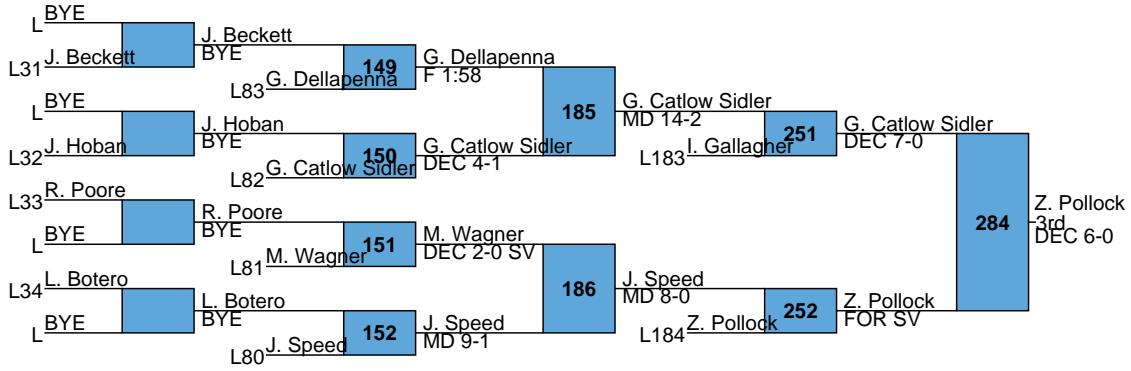 L BYE
L31 J. Beckett
J. Beckett
BYE
L83 G. Dellapenna
149
G. Dellapenna
F 1:58
L BYE
L32 J. Hoban
J. Hoban
BYE
L82 G. Catlow Sidler
150
G. Catlow Sidler
DEC 4-1
185
G. Catlow Sidler
MD 14-2
L183 I. Gallagher
251
G. Catlow Sidler
DEC 7-0
L33 R. Poore
L BYE
R. Poore
BYE
L81 M. Wagner
151
M. Wagner
DEC 2-0 SV
L34 L. Botero
L BYE
L. Botero
BYE
L80 J. Speed
152
J. Speed
MD 9-1
186
J. Speed
MD 8-0
L184 Z. Pollock
252
Z. Pollock
FOR SV
284
Z. Pollock
3rd
DEC 6-0